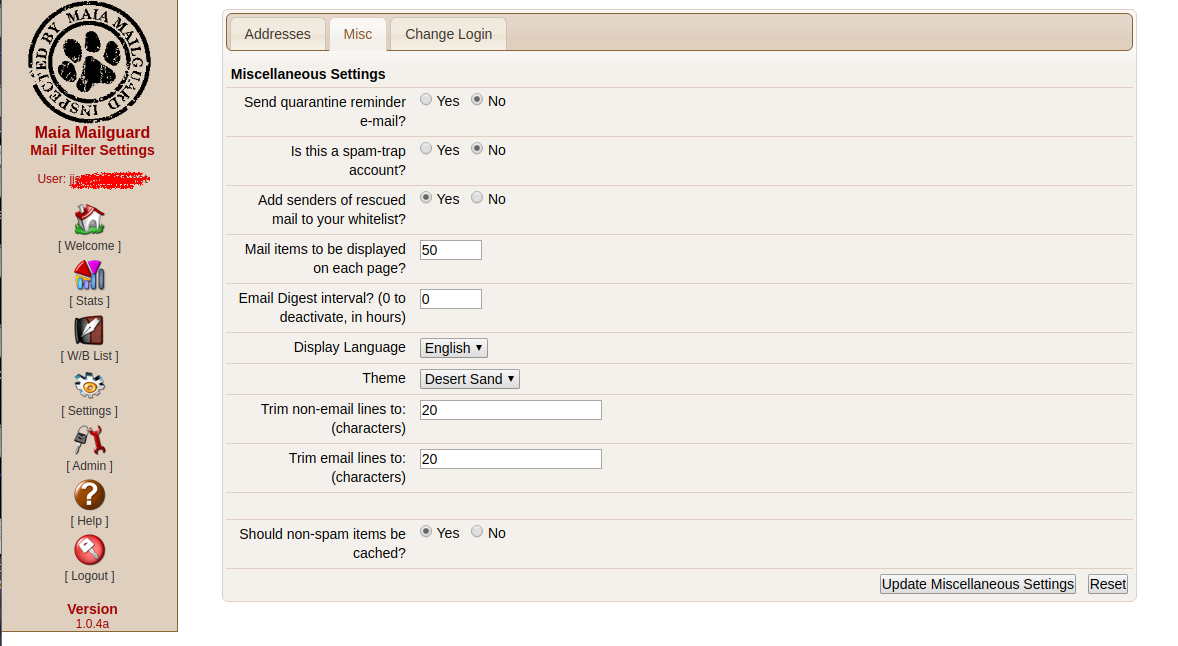 INSPECTED BY MAIA MAILGUARD
Maia Mailguard
Mail Filter Settings
User:
[ Welcome ]
[ Stats ]
[ W/B List ]
[ Settings ]
[ Admin ]
[ Help ]
[ Logout ]
Version
1.0.4a
Addresses Misc Change Login
Miscellaneous Settings
Send quarantine reminder
e-mail?
Yes No
Is this a spam-trap
account?
Yes No
Add senders of rescued
mail to your whitelist?
Yes No
Mail items to be displayed
on each page?
50
Email Digest interval? (0 to
deactivate, in hours)
0
Display Language English
Theme Desert Sand
Trim non-email lines to:
(characters)
20
Trim email lines to:
(characters)
20
Should non-spam items be
cached?
Yes No
Update Miscellaneous Settings Reset